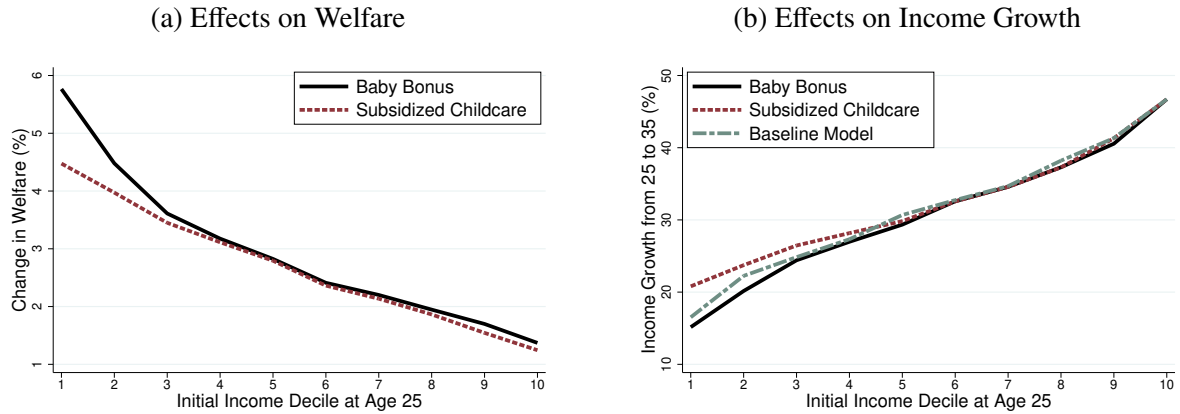 (a) Effects on Welfare
Change in Welfare (%)
6
5
4
3
2
1
Baby Bonus
Subsidized Childcare
1 2 3 4 5 6 7 8 9 10
Initial Income Decile at Age 25
(b) Effects on Income Growth
Income Growth from 25 to 35 (%)
50
40
30
20
10
Baby Bonus
Subsidized Childcare
Baseline Model
1 2 3 4 5 6 7 8 9 10
Initial Income Decile at Age 25